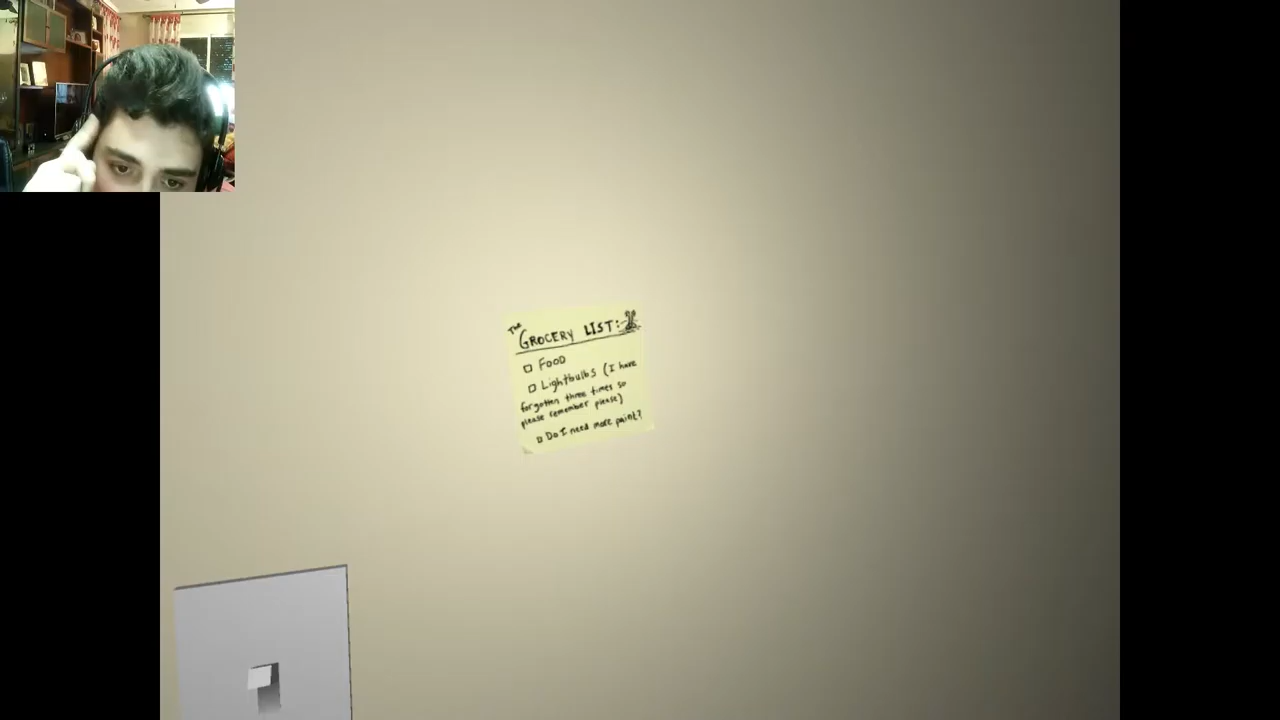 The
GROCERY LIST:
Food
Lightbulbs (I have
forgotten three times so
please remember please)
Do I need more paint?